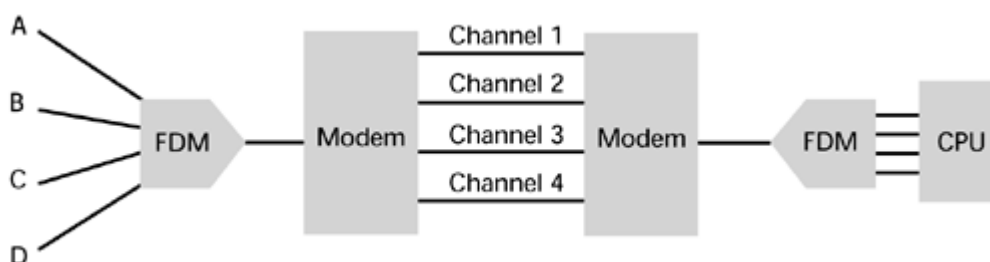 A
B
C
D
FDM
Modem
Channel 1
Channel 2
Channel 3
Channel 4
Modem
FDM
CPU